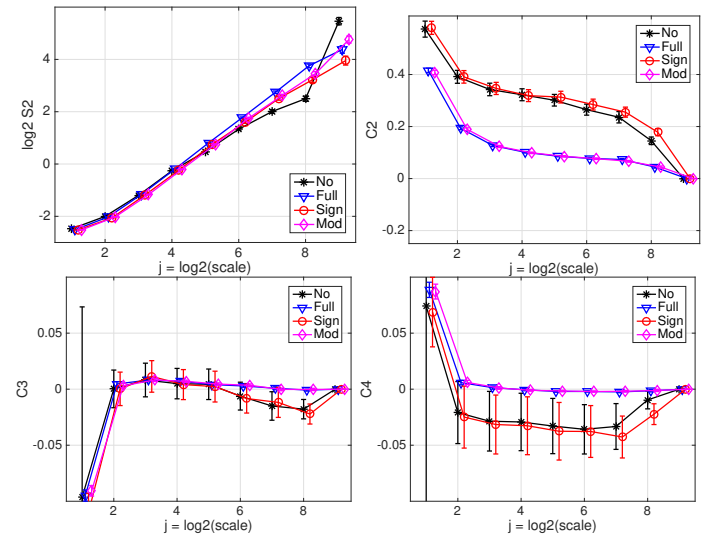 log2 S2
4
2
0
-2
2 4 6 8
j = log2(scale)
No
Full
Sign
Mod
C2
0.4
0.2
0
-0.2
2 4 6 8
j = log2(scale)
No
Full
Sign
Mod
C3
0.05
0
-0.05
2 4 6 8
j = log2(scale)
No
Full
Sign
Mod
C4
0.05
0
-0.05
2 4 6 8
j = log2(scale)
No
Full
Sign
Mod